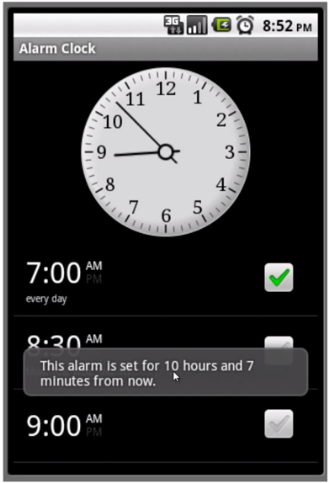 3G 8:52 PM
Alarm Clock
12
11 1
10 2
9 3
8 4
7 5
6
7:00 AM
PM
every day
8:30 AM
This alarm is set for 10 hours and 7
minutes from now.
9:00 AM
PM